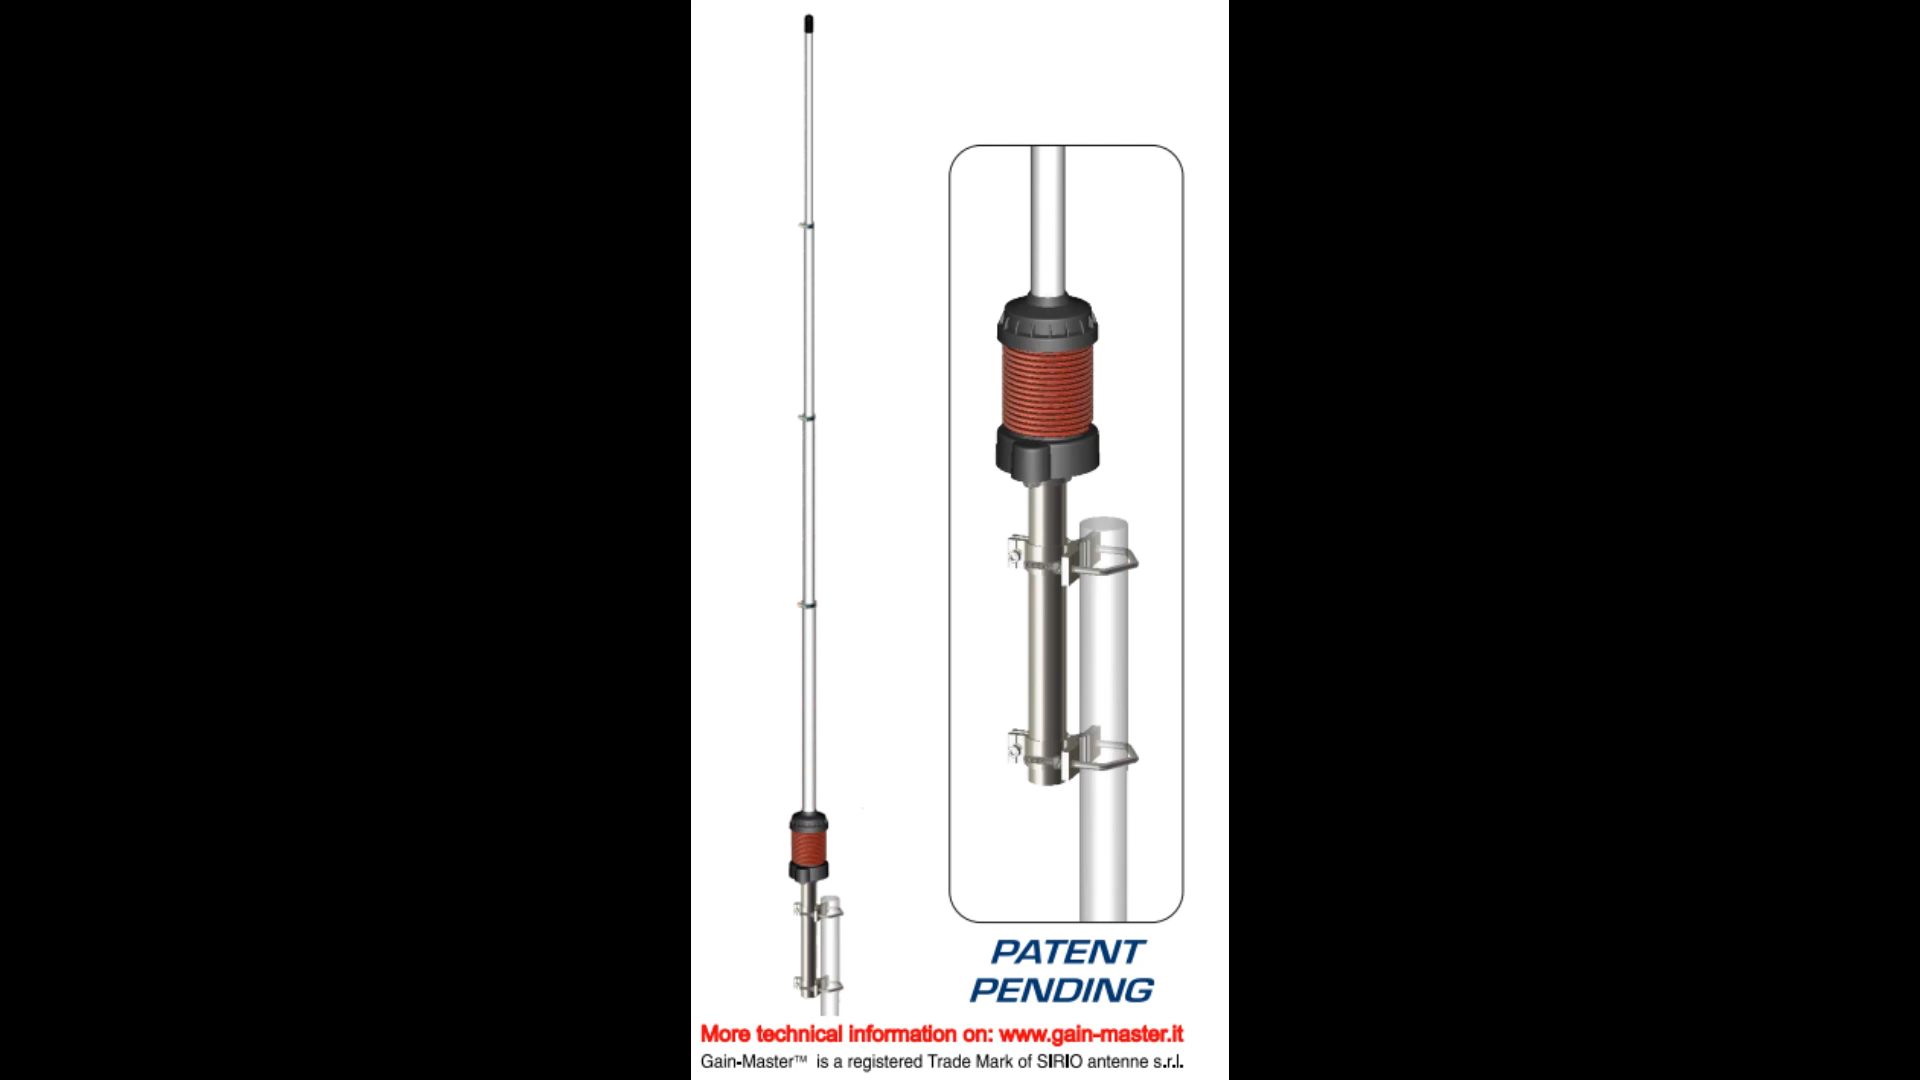 PATENT
PENDING
More technical information on: www.gain-master.it
Gain-Master™ is a registered Trade Mark of SIRIO antenne s.r.l.